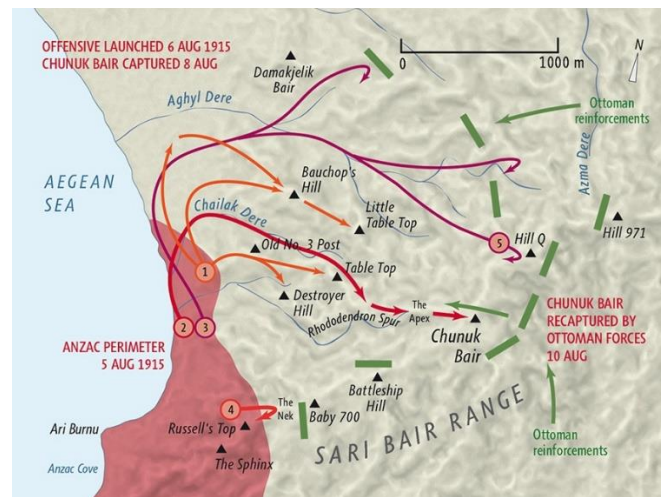 OFFENSIVE LAUNCHED 6 AUG 1915
CHUNUK BAIR CAPTURED 8 AUG
Damakjelik
Bair
0
1000 m
N
Aghyl Dere
Ottoman
reinforcements
Azma Dere
AEGEAN
SEA
Bauchop's
Hill
Chailak Dere
Little
Table Top
Old No. 3 Post
5
Hill Q
Hill 971
1
Table Top
Destroyer
Hill
Rhododendron Spur
The
Apex
Chunuk
Bair
CHUNUK BAIR
RECAPTURED BY
OTTOMAN FORCES
10 AUG
2
3
ANZAC PERIMETER
5 AUG 1915
Battleship
Hill
4
The
Nek
Baby 700
Ari Burnu
Russell's Top
The Sphinx
SARI BAIR RANGE
Ottoman
reinforcements
Anzac Cove